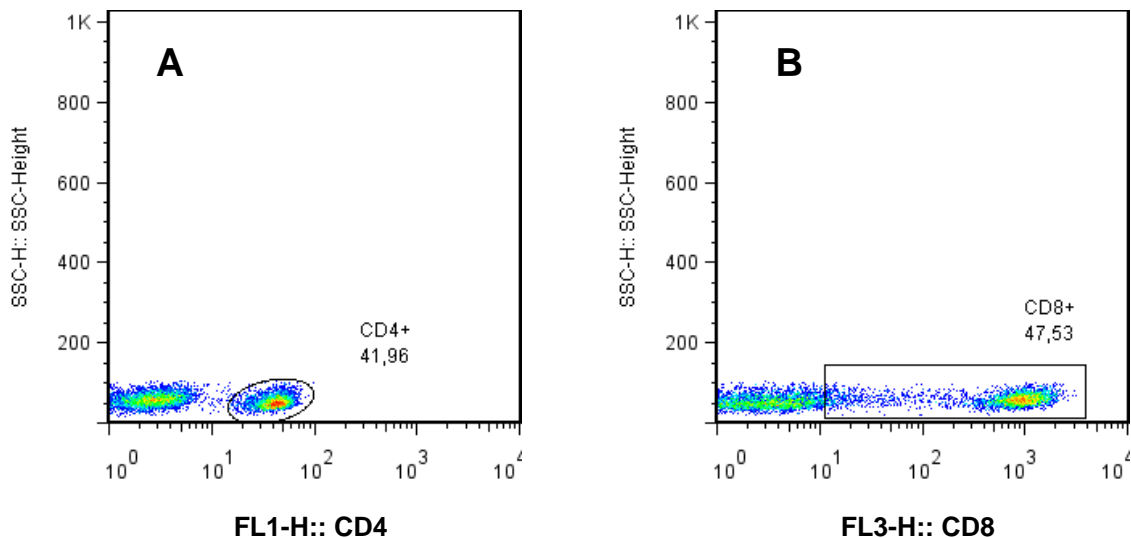 A
1K
800
600
400
200
SSC-H:: SSC-Height
CD4+
41,96
10^0 10^1 10^2 10^3 10^4
FL1-H:: CD4
B
1K
800
600
400
200
SSC-H:: SSC-Height
CD8+
47,53
10^0 10^1 10^2 10^3 10^4
FL3-H:: CD8